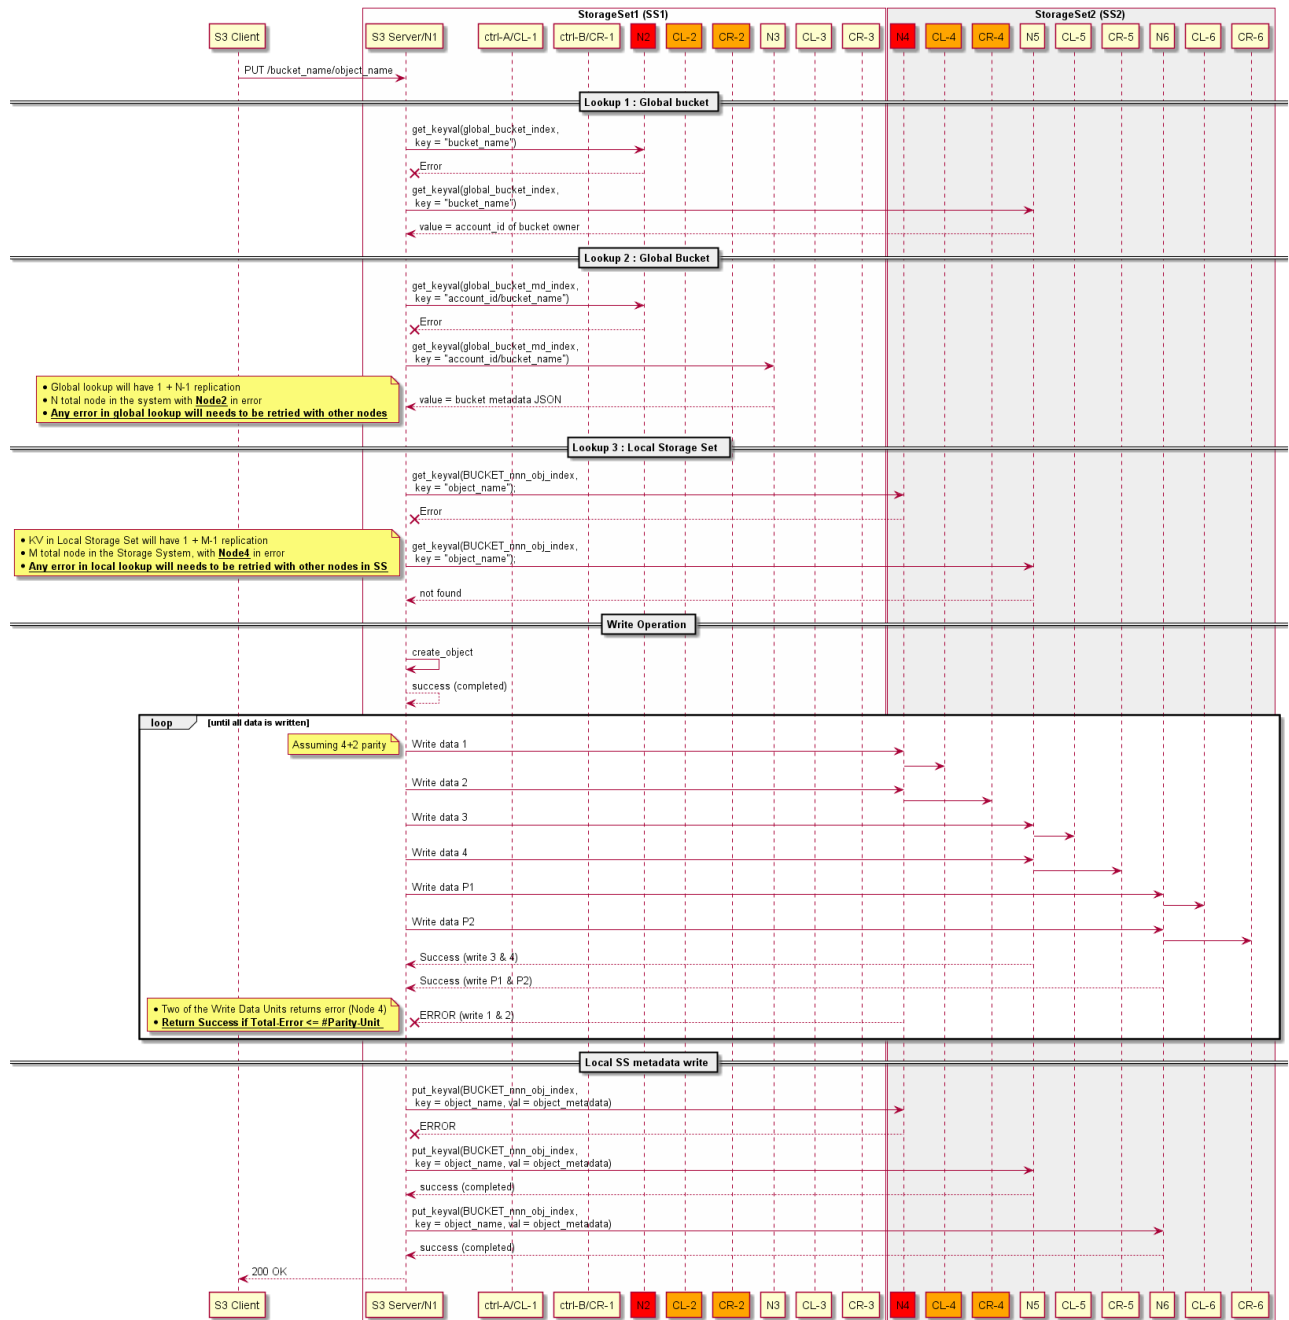 StorageSet1 (SS1)
StorageSet2 (SS2)
S3 Client
S3 Server/N1
ctrl-A/CL-1
ctrl-B/CR-1
N2
CL-2
CR-2
N3
CL-3
CR-3
N4
CL-4
CR-4
N5
CL-5
CR-5
N6
CL-6
CR-6
PUT /bucket_name/object_name
Lookup 1 : Global bucket
get_keyval(global_bucket_index,
key = "bucket_name")
Error
get_keyval(global_bucket_index,
key = "bucket_name")
value = account_id of bucket owner
Lookup 2 : Global Bucket
get_keyval(global_bucket_md_index,
key = "account_id/bucket_name")
Error
get_keyval(global_bucket_md_index,
key = "account_id/bucket_name")
• Global lookup will have 1 + N-1 replication
• N total node in the system with Node2 in error
• Any error in global lookup will needs to be retried with other nodes
value = bucket metadata JSON
Lookup 3 : Local Storage Set
get_keyval(BUCKET_nnn_obj_index,
key = "object_name");
Error
• KV in Local Storage Set will have 1 + M-1 replication
• M total node in the Storage System, with Node4 in error
• Any error in local lookup will needs to be retried with other nodes in SS
get_keyval(BUCKET_nnn_obj_index,
key = "object_name");
not found
Write Operation
create_object
success (completed)
loop [until all data is written]
Assuming 4+2 parity
Write data 1
Write data 2
Write data 3
Write data 4
Write data P1
Write data P2
Success (write 3 & 4)
Success (write P1 & P2)
• Two of the Write Data Units returns error (Node 4)
• Return Success if Total-Error <= #Parity-Unit
ERROR (write 1 & 2)
Local SS metadata write
put_keyval(BUCKET_nnn_obj_index,
key = object_name, val = object_metadata)
ERROR
put_keyval(BUCKET_nnn_obj_index,
key = object_name, val = object_metadata)
success (completed)
put_keyval(BUCKET_nnn_obj_index,
key = object_name, val = object_metadata)
success (completed)
200 OK
S3 Client
S3 Server/N1
ctrl-A/CL-1
ctrl-B/CR-1
N2
CL-2
CR-2
N3
CL-3
CR-3
N4
CL-4
CR-4
N5
CL-5
CR-5
N6
CL-6
CR-6